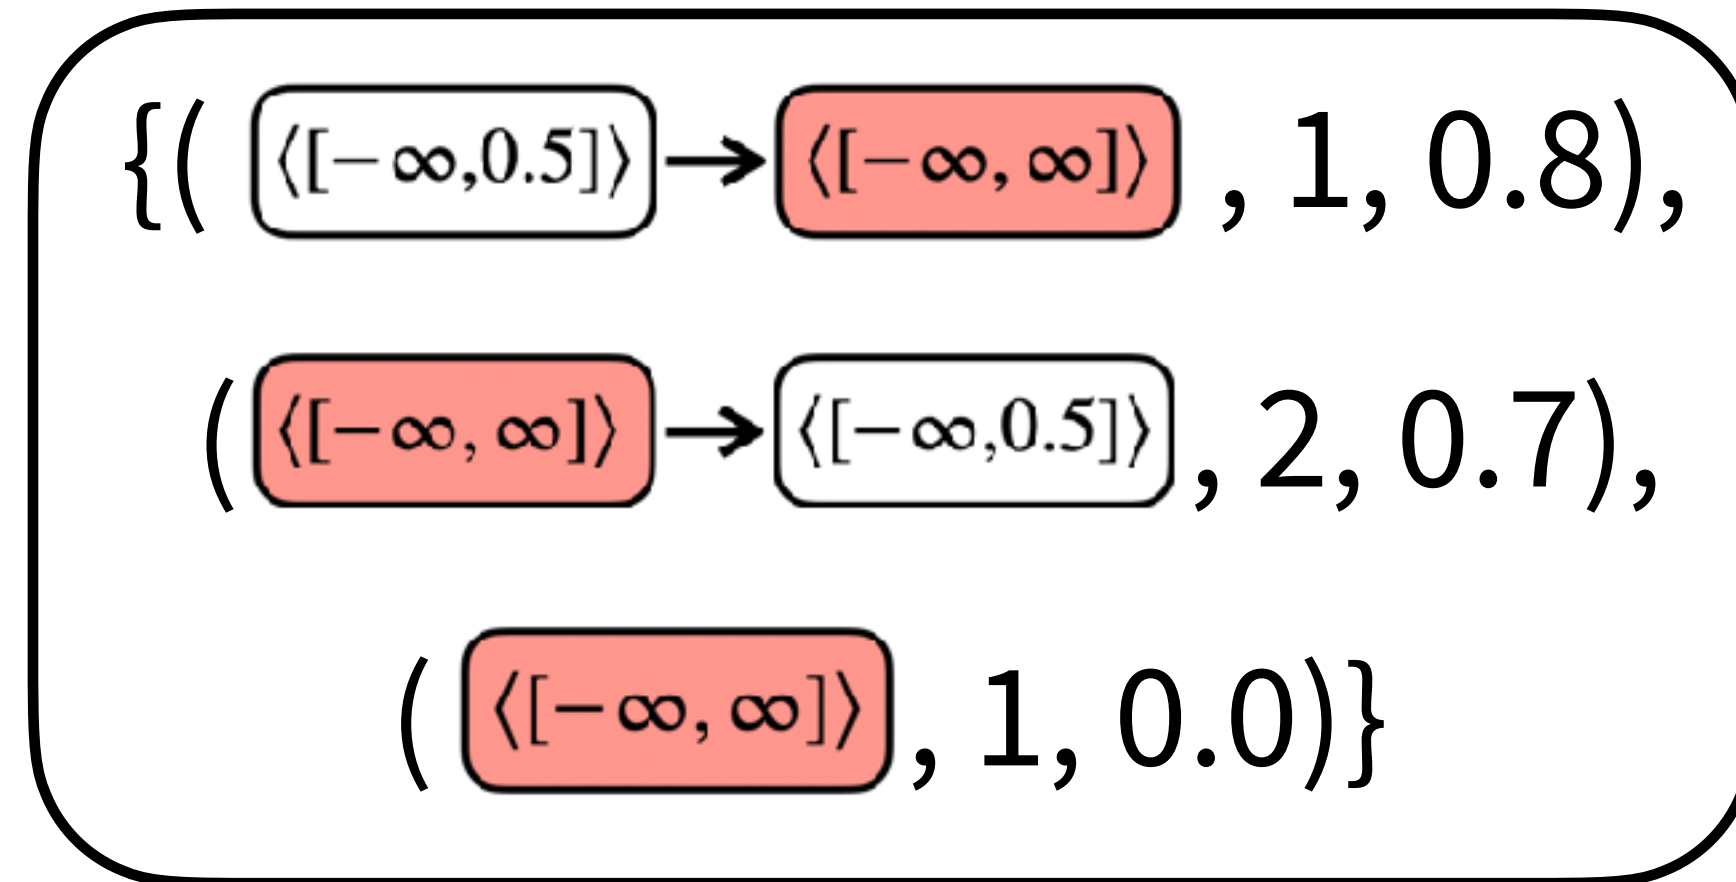 {( ⟨[−∞,0.5]⟩ → ⟨[−∞, ∞]⟩ , 1, 0.8),
( ⟨[−∞, ∞]⟩ → ⟨[−∞,0.5]⟩ , 2, 0.7),
( ⟨[−∞, ∞]⟩ , 1, 0.0)}